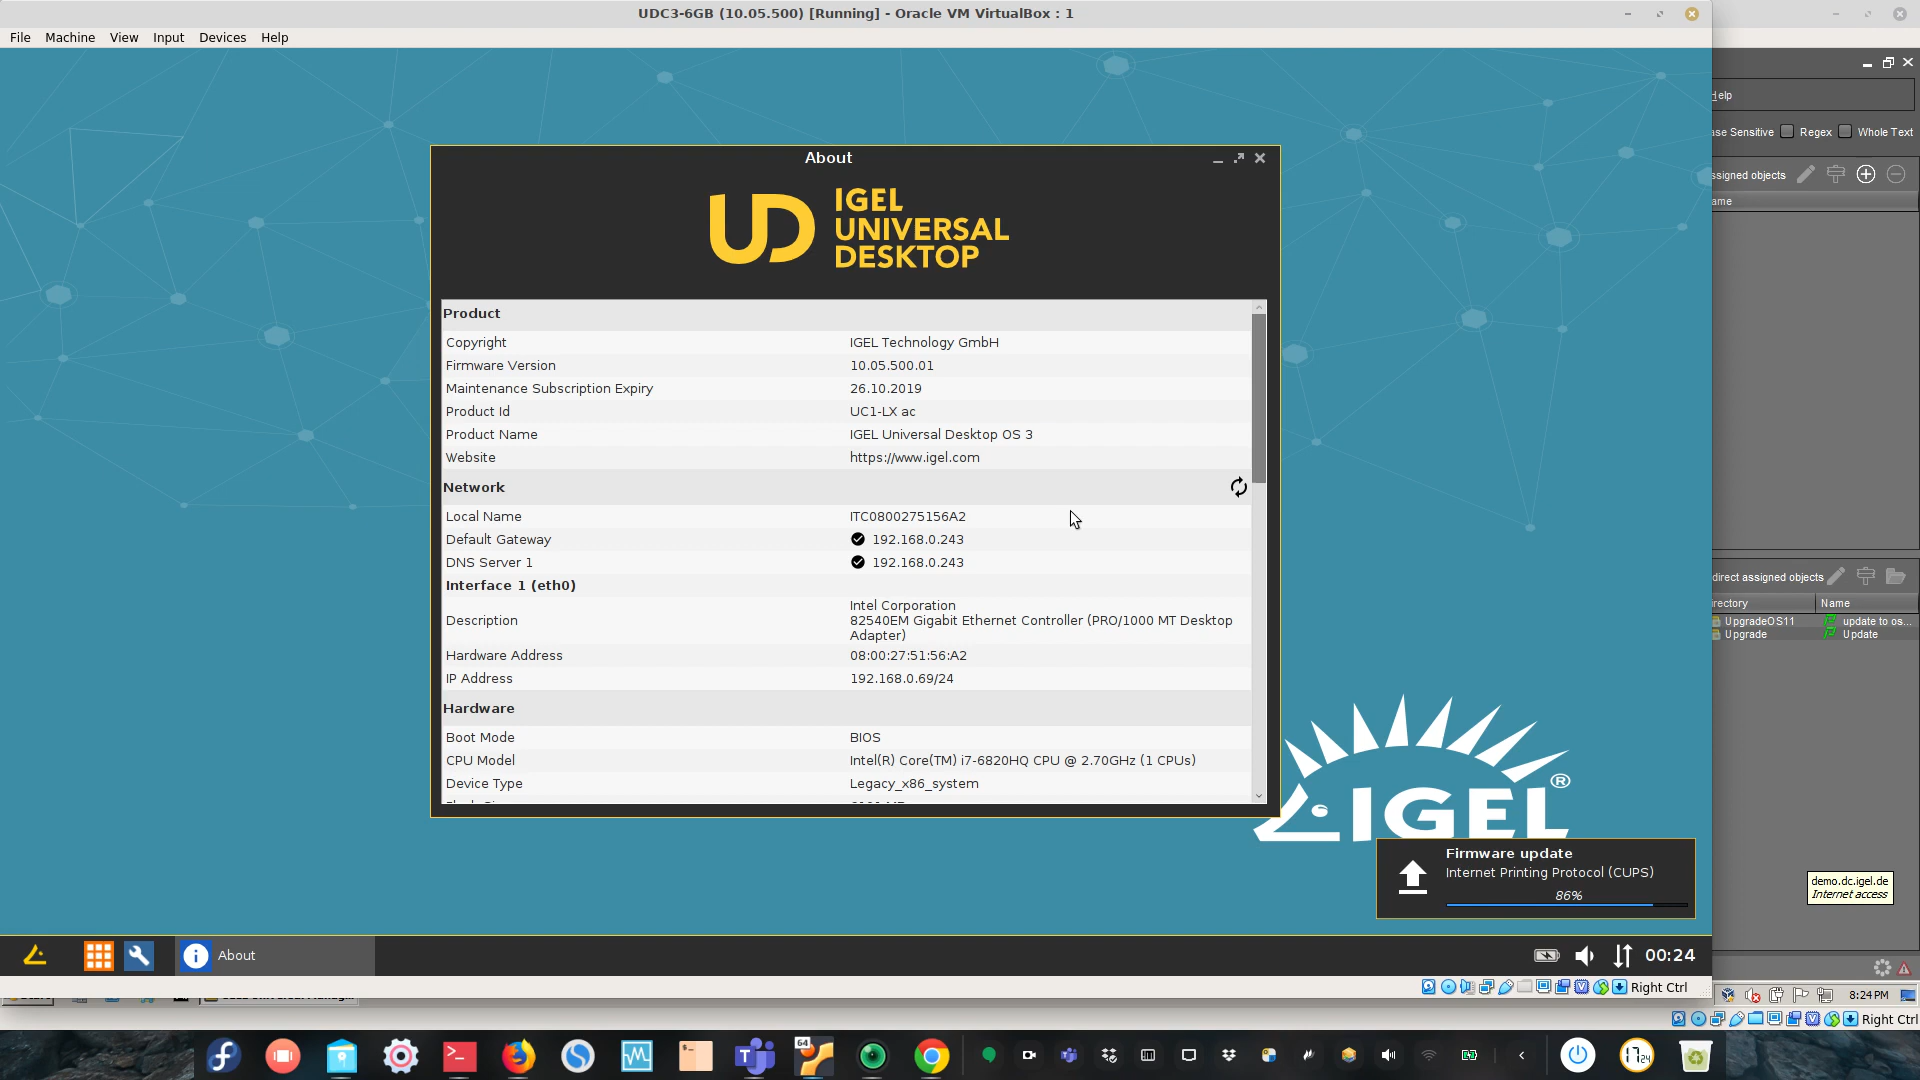 UDC3-6GB (10.05.500) [Running] - Oracle VM VirtualBox : 1
File Machine View Input Devices Help
About
UD IGEL
UNIVERSAL
DESKTOP
Product
Copyright IGEL Technology GmbH
Firmware Version 10.05.500.01
Maintenance Subscription Expiry 26.10.2019
Product Id UC1-LX ac
Product Name IGEL Universal Desktop OS 3
Website https://www.igel.com
Network
Local Name ITC0800275156A2
Default Gateway 192.168.0.243
DNS Server 1 192.168.0.243
Interface 1 (eth0)
Description Intel Corporation
82540EM Gigabit Ethernet Controller (PRO/1000 MT Desktop
Adapter)
Hardware Address 08:00:27:51:56:A2
IP Address 192.168.0.69/24
Hardware
Boot Mode BIOS
CPU Model Intel(R) Core(TM) i7-6820HQ CPU @ 2.70GHz (1 CPUs)
Device Type Legacy_x86_system
IGEL ®
Firmware update
Internet Printing Protocol (CUPS)
86%
About
00:24
Right Ctrl
Help
ase Sensitive Regex Whole Text
ssigned objects
ame
direct assigned objects
irectory Name
UpgradeOS11 update to os...
Upgrade Update
demo.dc.igel.de
Internet access
8:24 PM
Right Ctrl
64
17 24